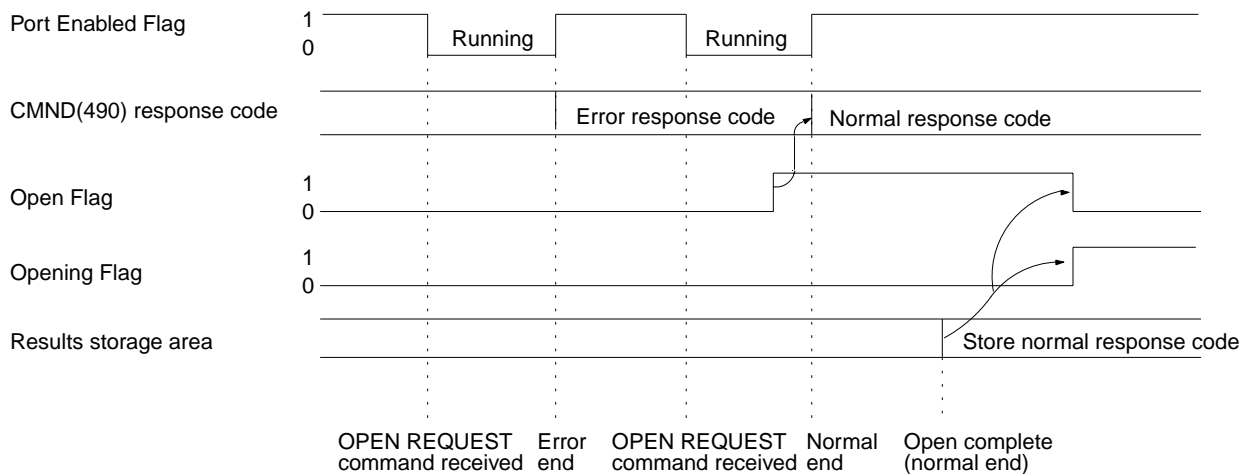 Port Enabled Flag
1
0
Running
Running
CMND(490) response code
Error response code
Normal response code
Open Flag
1
0
Opening Flag
1
0
Results storage area
Store normal response code
OPEN REQUEST
command received
Error
end
OPEN REQUEST
command received
Normal
end
Open complete
(normal end)